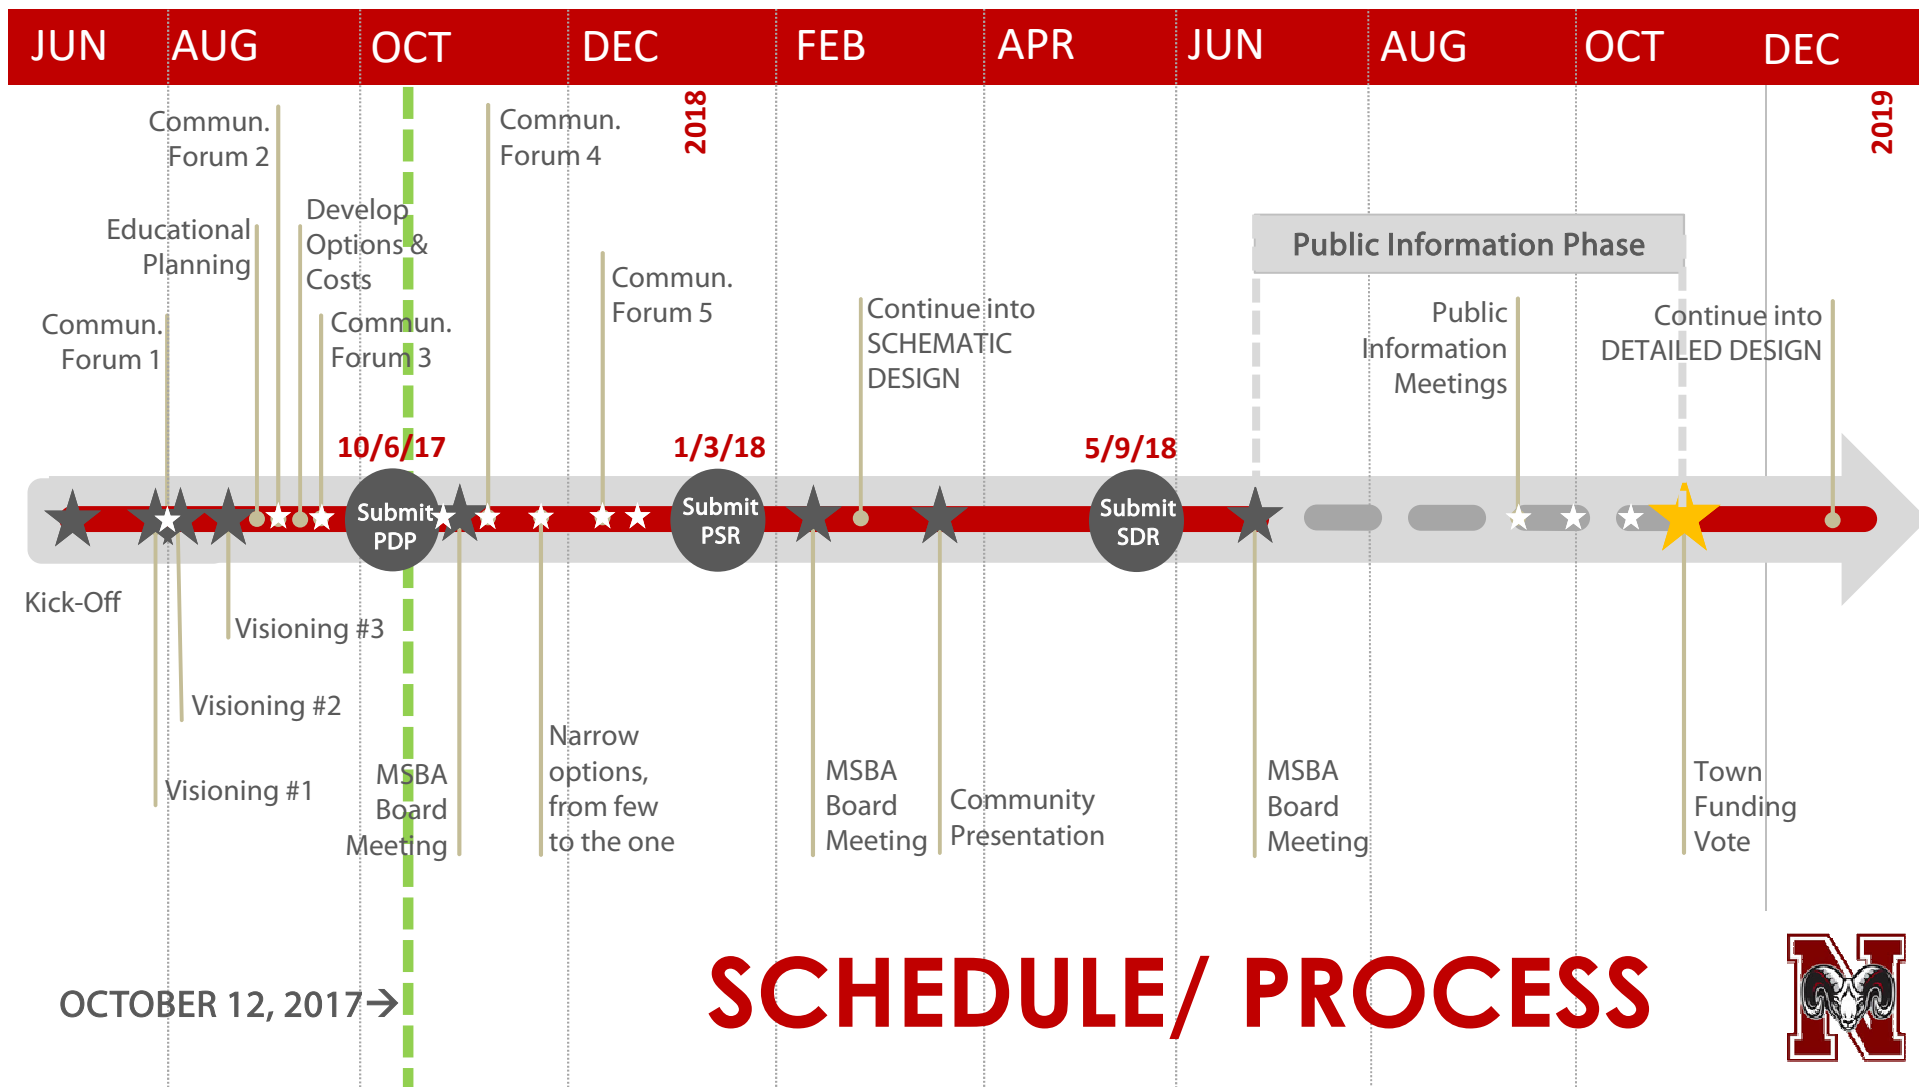 JUN AUG OCT DEC FEB APR JUN AUG OCT DEC
2018
2019
Commun.
Forum 2
Commun.
Forum 4
Educational
Planning
Develop
Options &
Costs
Public Information Phase
Commun.
Forum 5
Commun.
Forum 1
Commun.
Forum 3
Continue into
SCHEMATIC
DESIGN
Public
Information
Meetings
Continue into
DETAILED DESIGN
10/6/17
1/3/18
5/9/18
Submit
PDP
Submit
PSR
Submit
SDR
Kick-Off
Visioning #3
Visioning #2
Visioning #1
MSBA
Board
Meeting
Narrow
options,
from few
to the one
MSBA
Board
Meeting
Community
Presentation
MSBA
Board
Meeting
Town
Funding
Vote
OCTOBER 12, 2017→
SCHEDULE/ PROCESS
N